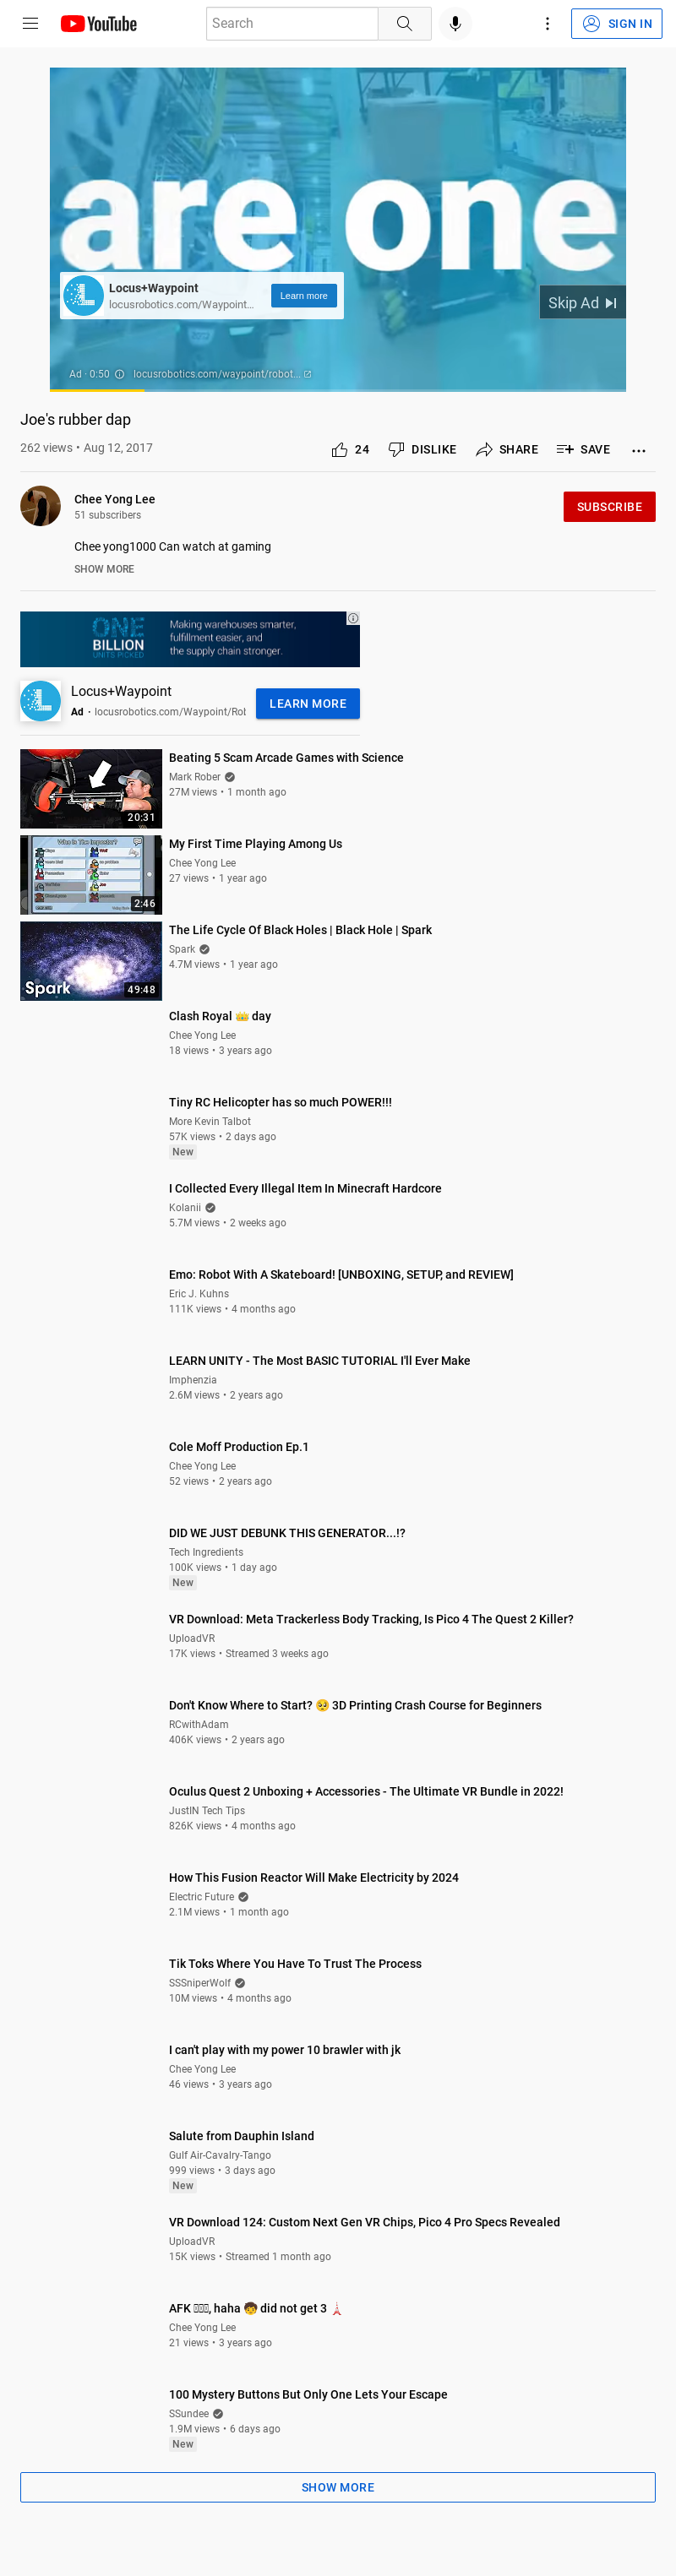 YouTube
Search
SIGN IN
are one
Locus+Waypoint
locusrobotics.com/Waypoint...
Learn more
Skip Ad
Ad · 0:50 locusrobotics.com/waypoint/robot...
Joe's rubber dap
262 views • Aug 12, 2017
24 DISLIKE SHARE SAVE
Chee Yong Lee
51 subscribers
SUBSCRIBE
Chee yong1000 Can watch at gaming
SHOW MORE
ONE
BILLION
UNITS PICKED
Making warehouses smarter,
fulfillment easier, and
the supply chain stronger.
Locus+Waypoint
Ad • locusrobotics.com/Waypoint/Rob
LEARN MORE
Beating 5 Scam Arcade Games with Science
Mark Rober
27M views • 1 month ago
20:31
My First Time Playing Among Us
Chee Yong Lee
27 views • 1 year ago
Who Is The Impostor?
2:46
The Life Cycle Of Black Holes | Black Hole | Spark
Spark
4.7M views • 1 year ago
Spark
49:48
Clash Royal 👑 day
Chee Yong Lee
18 views • 3 years ago
Tiny RC Helicopter has so much POWER!!!
More Kevin Talbot
57K views • 2 days ago
New
I Collected Every Illegal Item In Minecraft Hardcore
Kolanii
5.7M views • 2 weeks ago
Emo: Robot With A Skateboard! [UNBOXING, SETUP, and REVIEW]
Eric J. Kuhns
111K views • 4 months ago
LEARN UNITY - The Most BASIC TUTORIAL I'll Ever Make
Imphenzia
2.6M views • 2 years ago
Cole Moff Production Ep.1
Chee Yong Lee
52 views • 2 years ago
DID WE JUST DEBUNK THIS GENERATOR...!?
Tech Ingredients
100K views • 1 day ago
New
VR Download: Meta Trackerless Body Tracking, Is Pico 4 The Quest 2 Killer?
UploadVR
17K views • Streamed 3 weeks ago
Don't Know Where to Start? 🥺 3D Printing Crash Course for Beginners
RCwithAdam
406K views • 2 years ago
Oculus Quest 2 Unboxing + Accessories - The Ultimate VR Bundle in 2022!
JustIN Tech Tips
826K views • 4 months ago
How This Fusion Reactor Will Make Electricity by 2024
Electric Future
2.1M views • 1 month ago
Tik Toks Where You Have To Trust The Process
SSSniperWolf
10M views • 4 months ago
I can't play with my power 10 brawler with jk
Chee Yong Lee
46 views • 3 years ago
Salute from Dauphin Island
Gulf Air-Cavalry-Tango
999 views • 3 days ago
New
VR Download 124: Custom Next Gen VR Chips, Pico 4 Pro Specs Revealed
UploadVR
15K views • Streamed 1 month ago
AFK , haha 🧒 did not get 3 🗼
Chee Yong Lee
21 views • 3 years ago
100 Mystery Buttons But Only One Lets Your Escape
SSundee
1.9M views • 6 days ago
New
SHOW MORE